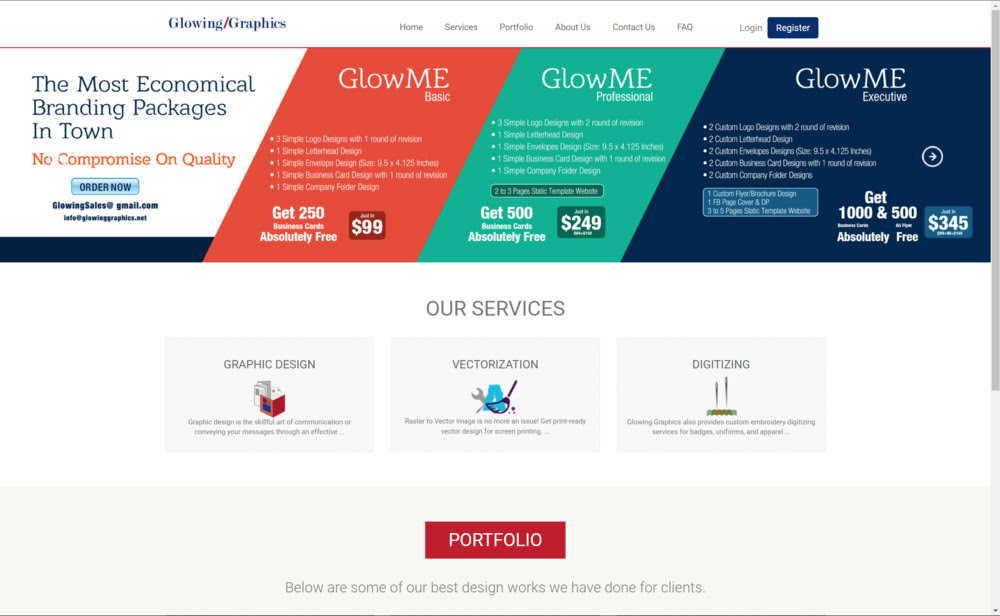 Glowing/Graphics
Home
Services
Portfolio
About Us
Contact Us
FAQ
Login
Register
The Most Economical
Branding Packages
In Town
No Compromise On Quality
ORDER NOW
GlowingSales@ gmail.com
info@glowinggraphics.net
GlowME
Basic
• 3 Simple Logo Designs with 1 round of revision
• 1 Simple Letterhead Design
• 1 Simple Envelope Design (Size: 9.5 x 4.125 Inches)
• 1 Simple Business Card Design with 1 round of revision
• 1 Simple Company Folder Design
Get 250
Business Cards
Absolutely Free
Just In
$99
GlowME
Professional
• 3 Simple Logo Designs with 2 round of revision
• 1 Simple Letterhead Design
• 1 Simple Envelopes Design (Size: 9.5 x 4.125 Inches)
• 1 Simple Business Card Design with 1 round of revision
• 1 Simple Company Folder Design
2 to 3 Pages Static Template Website
Get 500
Business Cards
Absolutely Free
Just In
$249
GlowME
Executive
• 2 Custom Logo Designs with 2 round of revision
• 2 Custom Letterhead Design
• 2 Custom Envelopes Designs (Size: 9.5 x 4.125 Inches)
• 2 Custom Business Card Designs with 1 round of revision
• 2 Custom Company Folder Designs
1 Custom Flyer/Brochure Design
1 FB Page Cover & DP
3 to 5 Pages Static Template Website
Get
1000 & 500
Business Cards
A5 Flyer
Absolutely Free
Just In
$345
OUR SERVICES
GRAPHIC DESIGN
Graphic design is the skillful art of communication or
conveying your messages through an effective ...
VECTORIZATION
Raster to Vector image is no more an issue! Get print-ready
vector design for screen printing. ...
DIGITIZING
Glowing Graphics also provides custom embroidery digitizing
services for badges, uniforms, and apparel ...
PORTFOLIO
Below are some of our best design works we have done for clients.